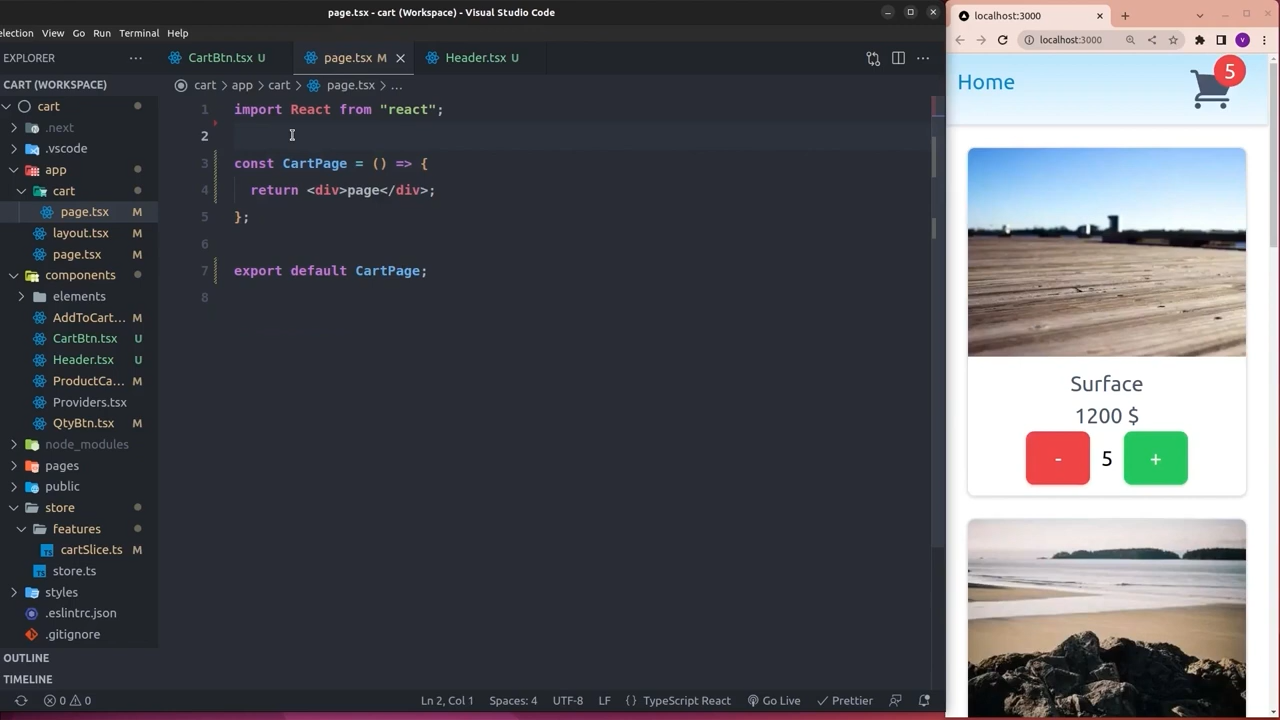 page.tsx - cart (Workspace) - Visual Studio Code
election View Go Run Terminal Help
EXPLORER
CART (WORKSPACE)
cart
.next
.vscode
app
cart
page.tsx M
layout.tsx M
page.tsx M
components
elements
AddToCart... M
CartBtn.tsx U
Header.tsx U
ProductCa... M
Providers.tsx
QtyBtn.tsx M
node_modules
pages
public
store
features
cartSlice.ts M
store.ts
styles
.eslintrc.json
.gitignore
OUTLINE
TIMELINE
CartBtn.tsx U
page.tsx M
Header.tsx U
cart > app > cart > page.tsx > ...
1 import React from "react";
2
3 const CartPage = () => {
4 return <div>page</div>;
5 };
6
7 export default CartPage;
8
0 0 Ln 2, Col 1 Spaces: 4 UTF-8 LF {} TypeScript React Go Live Prettier
localhost:3000
localhost:3000
V
Home
5
Surface
1200 $
- 5 +